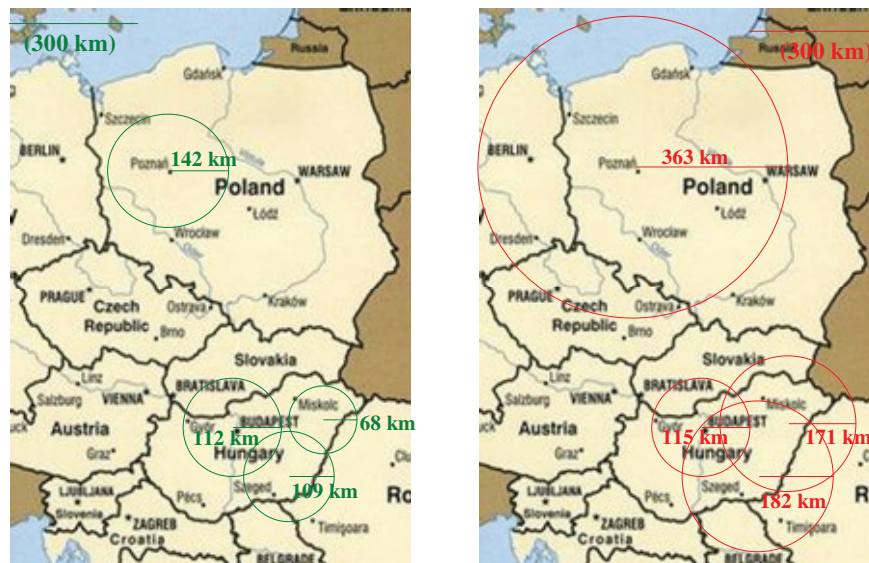 (300 km)
Russia
Gdańsk
Szczecin
BERLIN
Poznań
142 km
WARSAW
Poland
Łódź
Dresden
Wrocław
Oder
PRAGUE
Czech
Republic
Ostrava
Kraków
Brno
Slovakia
Linz
Salzburg
VIENNA
BRATISLAVA
Miskolc
Austria
Győr
BUDAPEST
68 km
112 km
Hungary
Graz
109 km
Pécs
Szeged
LJUBLJANA
Slovenia
ZAGREB
Croatia
Timişoara
BELGRADE
Ro
(300 km)
Russia
Gdańsk
Szczecin
BERLIN
Poznań
363 km
WARSAW
Poland
Łódź
Dresden
Wrocław
Oder
PRAGUE
Czech
Republic
Ostrava
Kraków
Brno
Slovakia
Linz
Salzburg
VIENNA
BRATISLAVA
Miskolc
Austria
Győr
BUDAPEST
115 km
171 km
Hungary
Graz
182 km
Pécs
Szeged
LJUBLJANA
Slovenia
ZAGREB
Croatia
Timişoara
BELGRADE
R